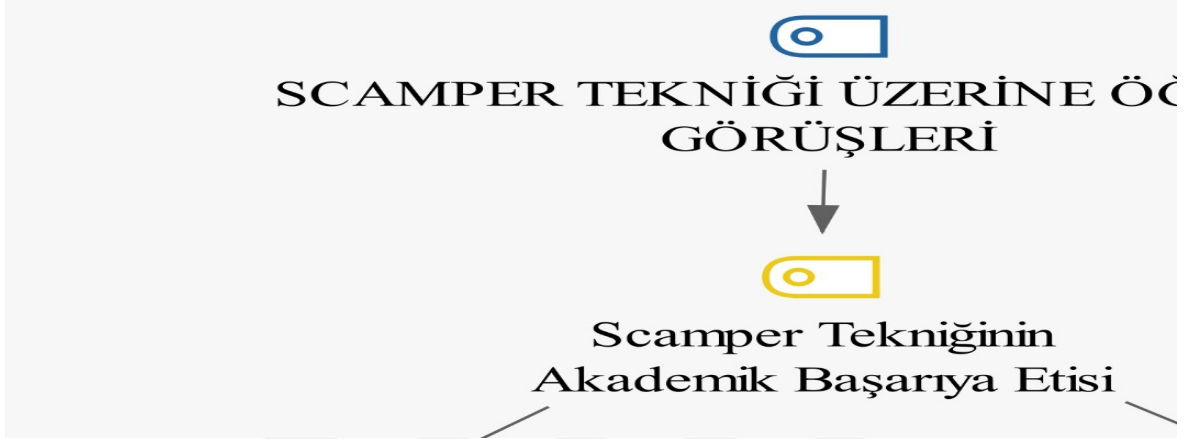 SCAMPER TEKNİĞİ ÜZERİNE
GÖRÜŞLERİ
Scamper Tekniğinin
Akademik Başarıya Etisi